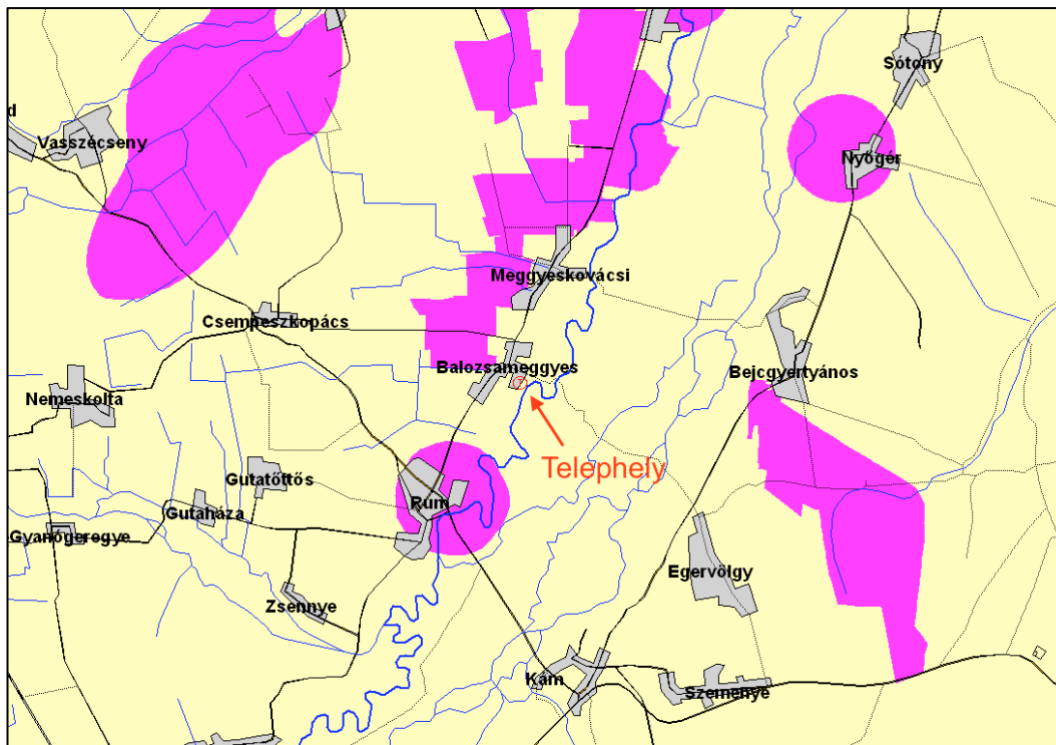 Sótony
d
Vasszécseny
Nyőgér
Meggyeskovácsi
Csempeszkopács
Balozsameggyes
Bejcgyertyános
Nemeskolta
Telephely
Gutatöttös
Rum
Gutaháza
Gyanógeregye
Egervölgy
Zsennye
Kám
Szemenye